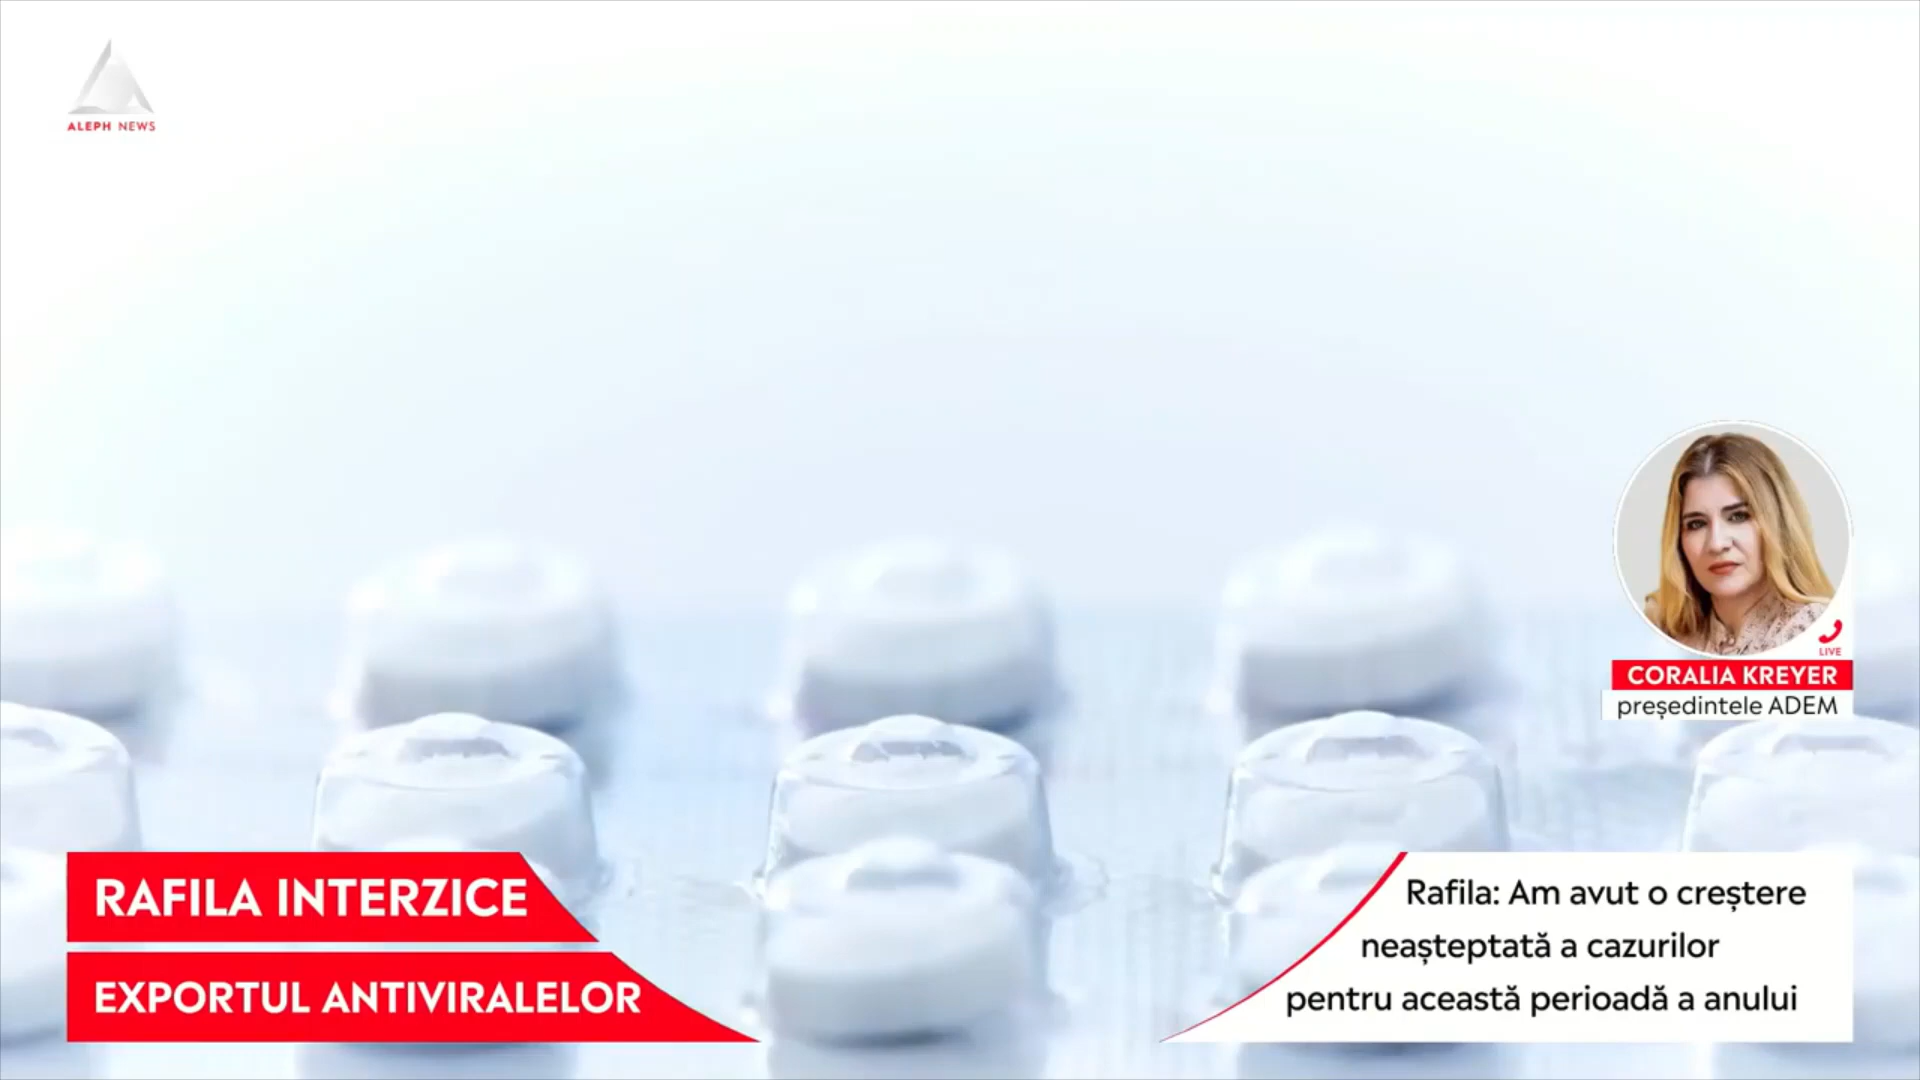 ALEPH NEWS
LIVE
CORALIA KREYER
președintele ADEM
RAFILA INTERZICE
EXPORTUL ANTIVIRALELOR
Rafila: Am avut o creștere
neașteptată a cazurilor
pentru această perioadă a anului